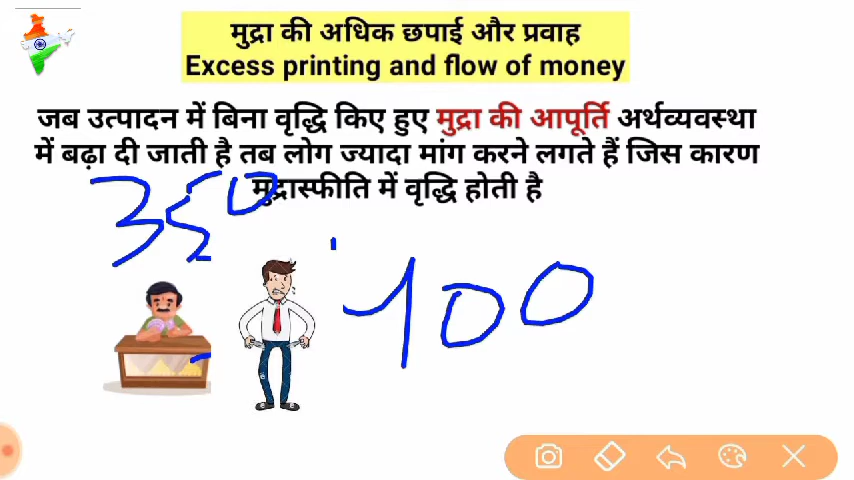 मुद्रा की अधिक छपाई और प्रवाह
Excess printing and flow of money
जब उत्पादन में बिना वृद्धि किए हुए मुद्रा की आपूर्ति अर्थव्यवस्था
में बढ़ा दी जाती है तब लोग ज्यादा मांग करने लगते हैं जिस कारण
मुद्रास्फीति में वृद्धि होती है
350
100